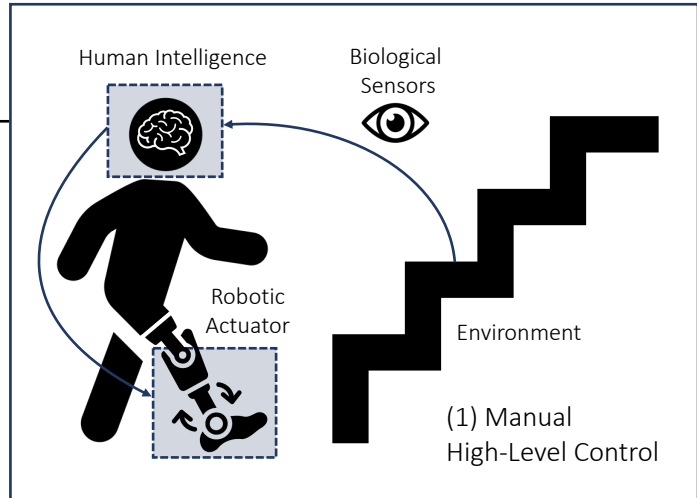 Human Intelligence
Biological
Sensors
Robotic
Actuator
Environment
(1) Manual
High-Level Control